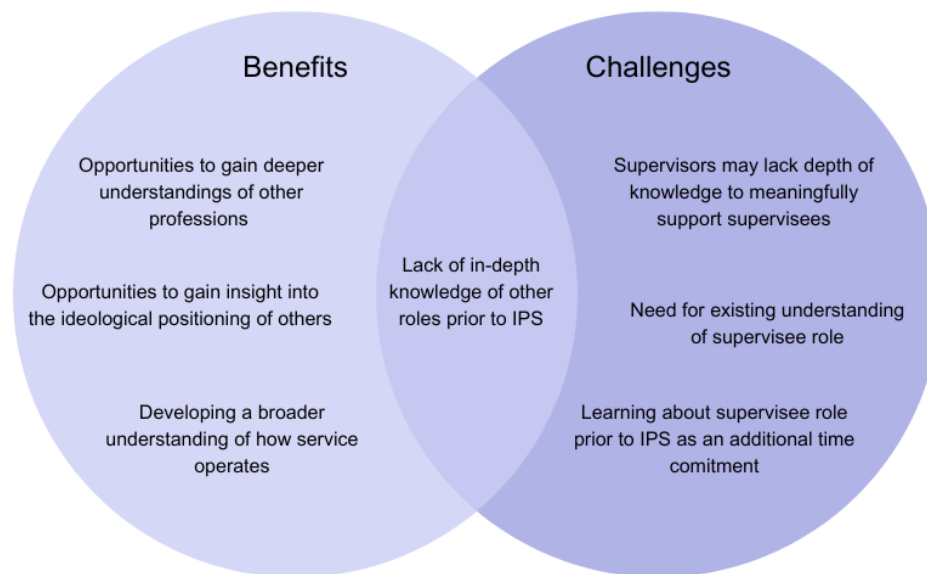 Benefits
Challenges
Opportunities to gain deeper
understandings of other
professions
Opportunities to gain insight into
the ideological positioning of others
Developing a broader
understanding of how service
operates
Lack of in-depth
knowledge of other
roles prior to IPS
Supervisors may lack depth of
knowledge to meaningfully
support supervisees
Need for existing understanding
of supervisee role
Learning about supervisee role
prior to IPS as an additional time
comitment